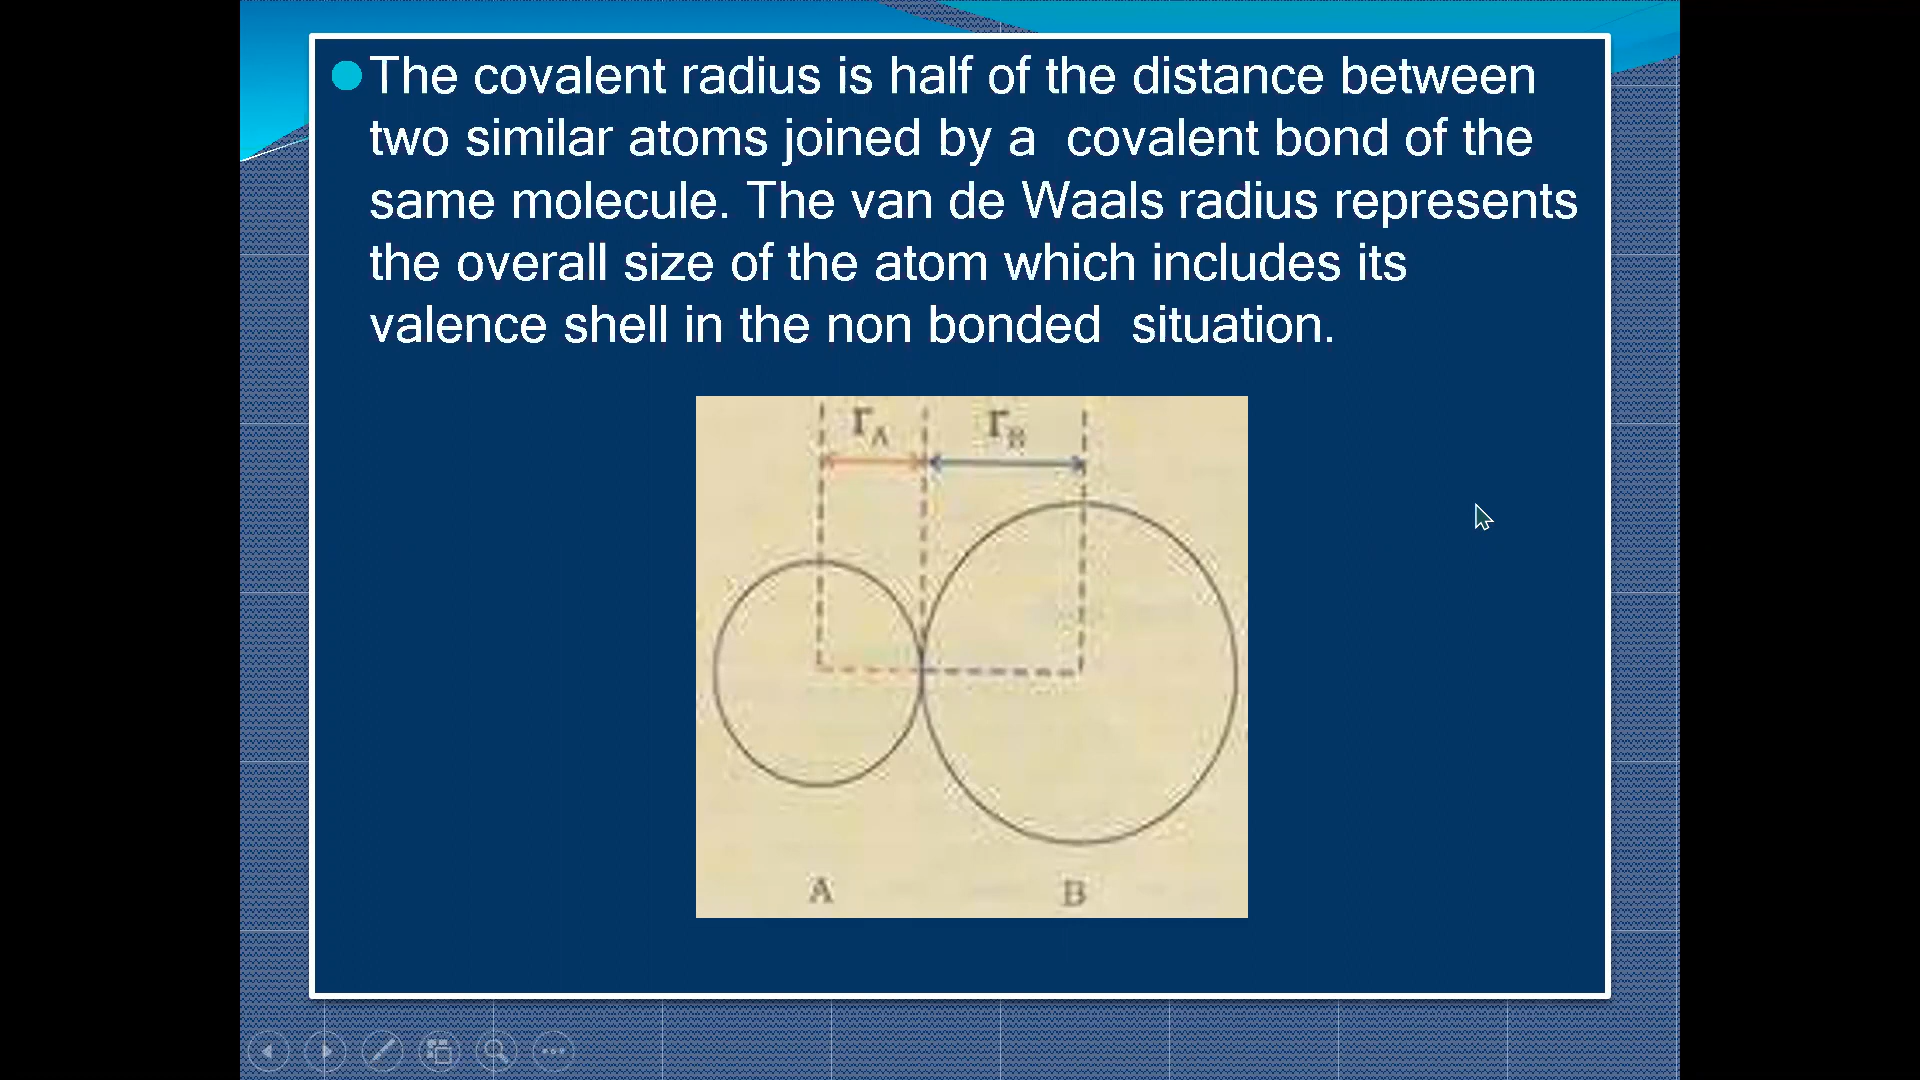 The covalent radius is half of the distance between
two similar atoms joined by a  covalent bond of the
same molecule. The van de Waals radius represents
the overall size of the atom which includes its
valence shell in the non bonded  situation.
rA rB
A B